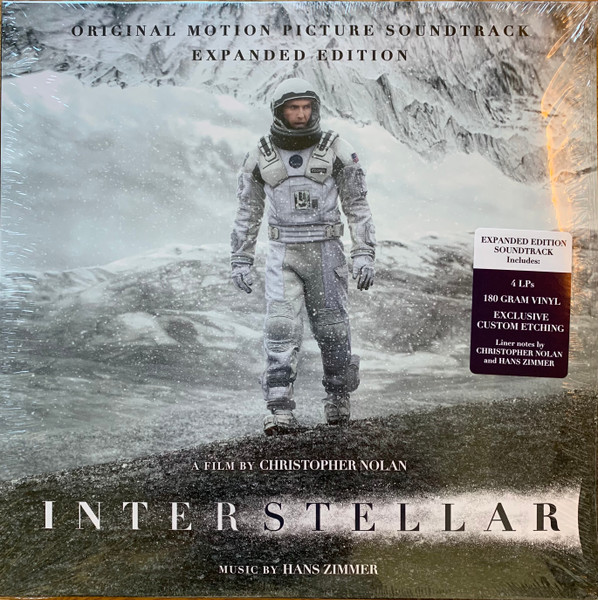 ORIGINAL MOTION PICTURE SOUNDTRACK
EXPANDED EDITION
EXPANDED EDITION
SOUNDTRACK
Includes:
4 LPs
180 GRAM VINYL
EXCLUSIVE
CUSTOM ETCHING
Liner notes by
CHRISTOPHER NOLAN
and HANS ZIMMER
A FILM BY CHRISTOPHER NOLAN
INTERSTELLAR
MUSIC BY HANS ZIMMER